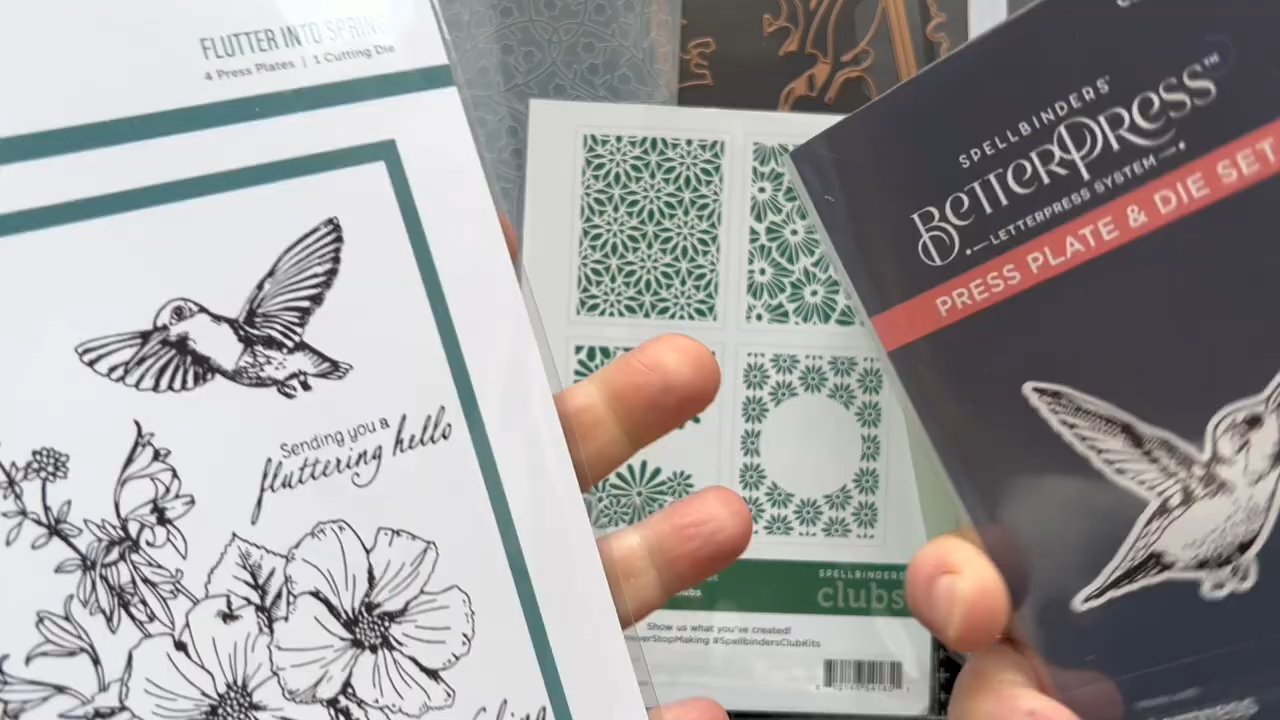 FLUTTER INTO SPRING
4 Press Plates | 1 Cutting Die
Sending you a
fluttering hello
SPELLBINDERS
clubs
Show us what you've created!
#SpellbindersClubKits
SPELLBINDERS®
BETTERPRESS™
LETTERPRESS SYSTEM
PRESS PLATE & DIE SET